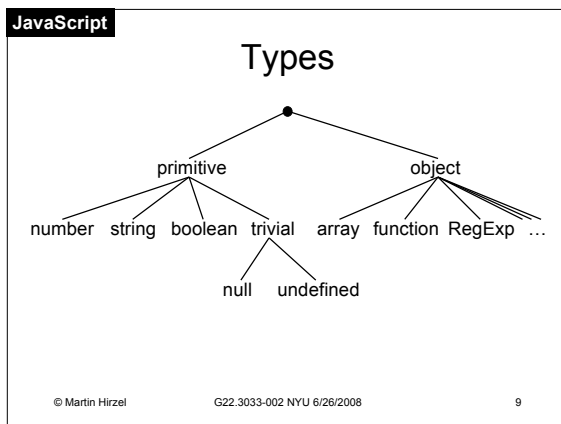 JavaScript
Types
primitive object
number string boolean trivial array function RegExp …
null undefined
© Martin Hirzel G22.3033-002 NYU 6/26/2008 9